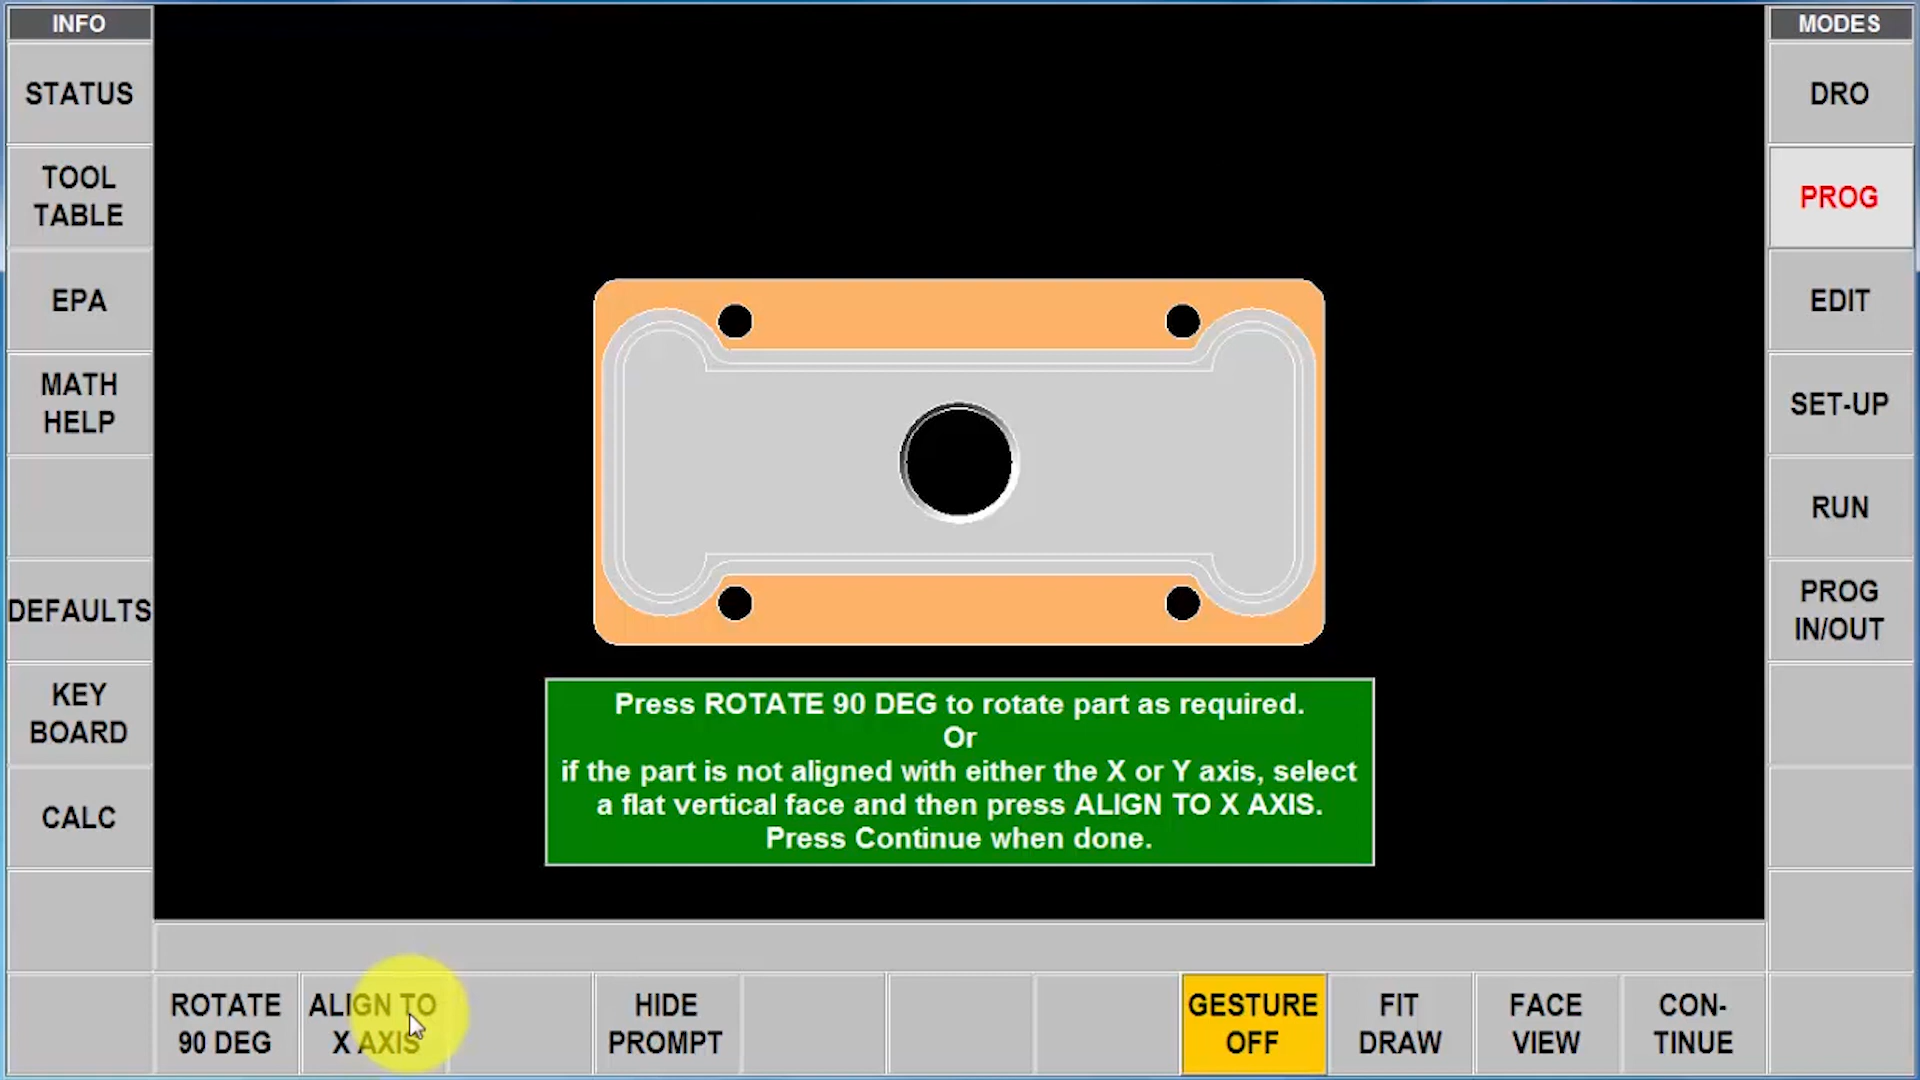 INFO
STATUS
TOOL
TABLE
EPA
MATH
HELP
DEFAULTS
KEY
BOARD
CALC
Press ROTATE 90 DEG to rotate part as required.
Or
if the part is not aligned with either the X or Y axis, select
a flat vertical face and then press ALIGN TO X AXIS.
Press Continue when done.
MODES
DRO
PROG
EDIT
SET-UP
RUN
PROG
IN/OUT
ROTATE
90 DEG
ALIGN TO
X AXIS
HIDE
PROMPT
GESTURE
OFF
FIT
DRAW
FACE
VIEW
CON-
TINUE